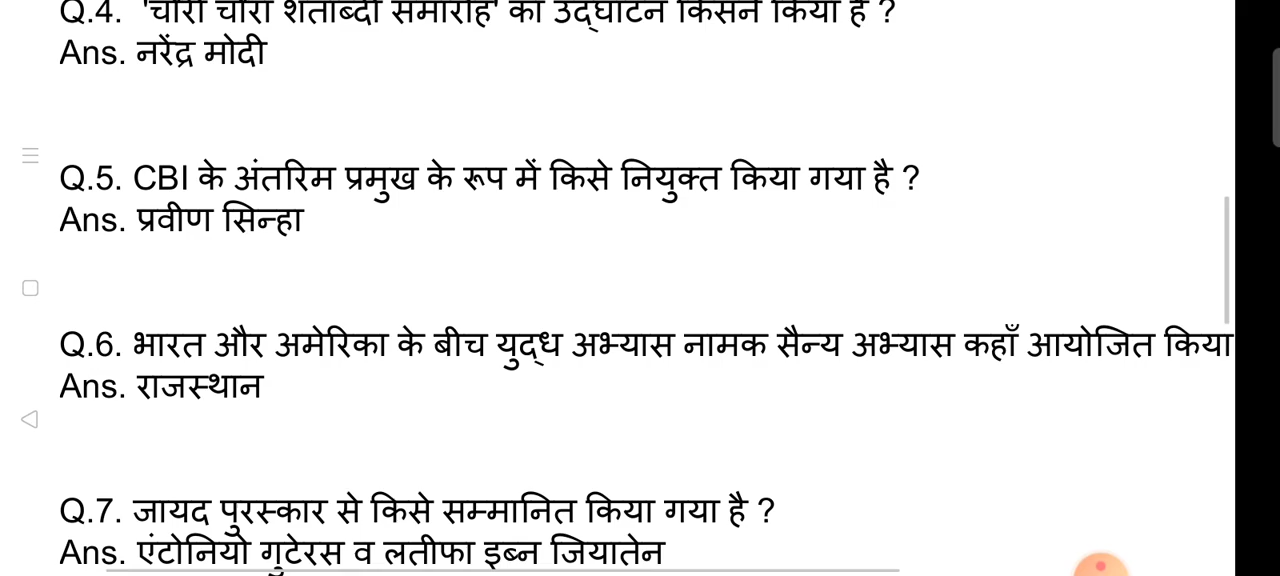 Q.4. 'चौरी चौरा शताब्दी समारोह' का उद्घाटन किसने किया है ?
Ans. नरेंद्र मोदी
Q.5. CBI के अंतरिम प्रमुख के रूप में किसे नियुक्त किया गया है ?
Ans. प्रवीण सिन्हा
Q.6. भारत और अमेरिका के बीच युद्ध अभ्यास नामक सैन्य अभ्यास कहाँ आयोजित किया
Ans. राजस्थान
Q.7. जायद पुरस्कार से किसे सम्मानित किया गया है ?
Ans. एंटोनियो गुटेरस व लतीफा इब्न जियातेन